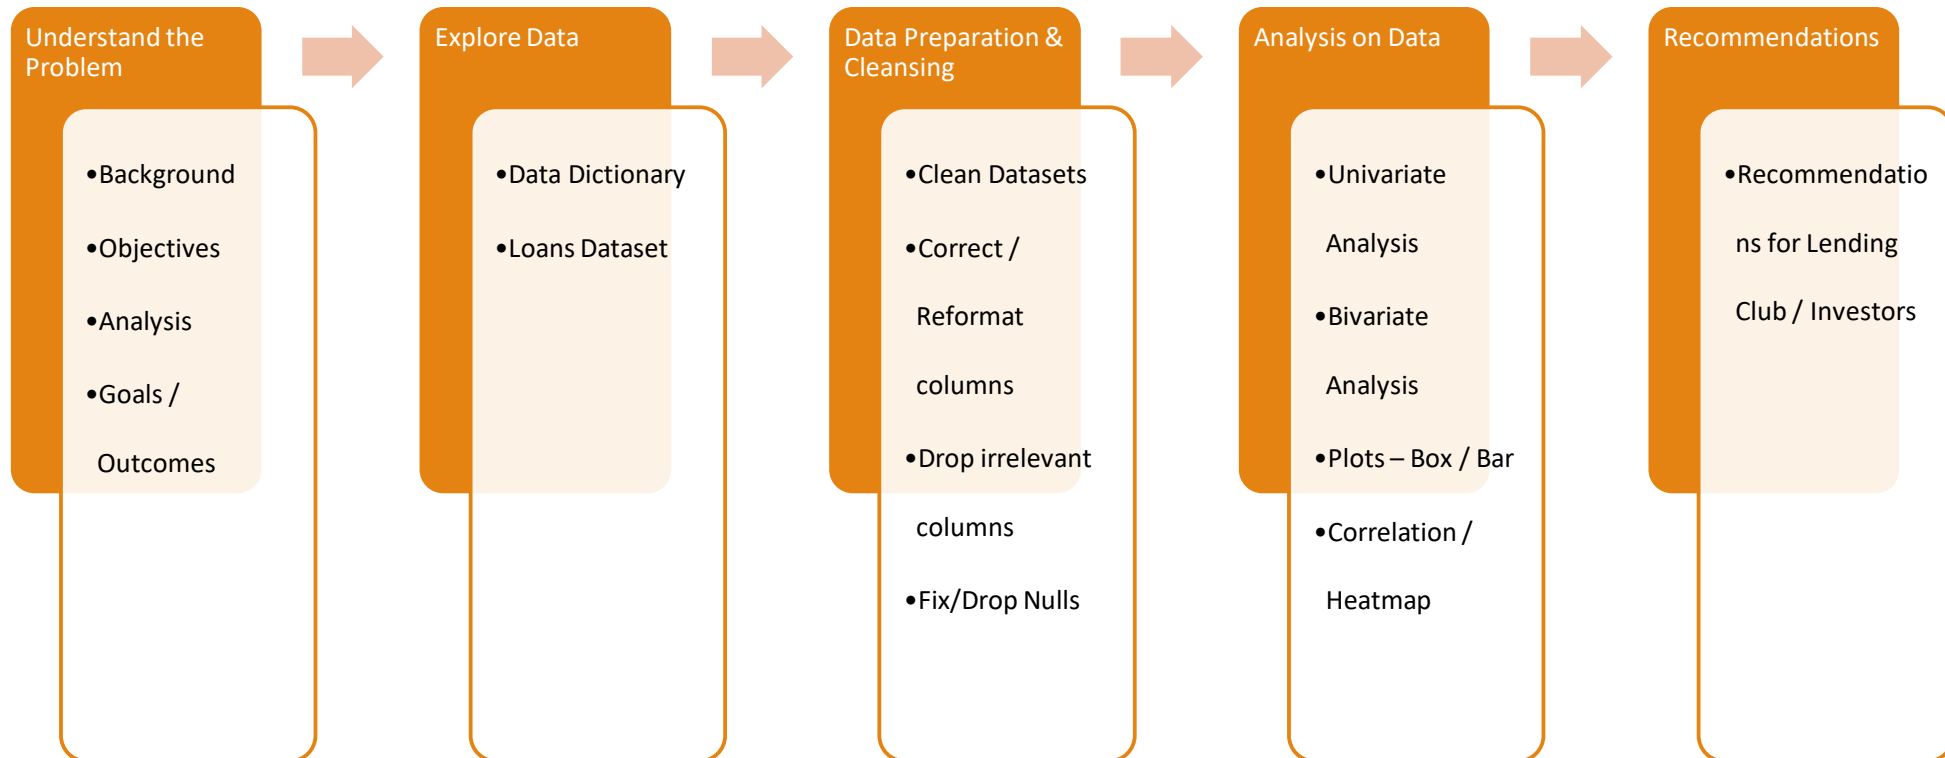 Understand the
Problem
•Background
•Objectives
•Analysis
•Goals /
Outcomes
Explore Data
•Data Dictionary
•Loans Dataset
Data Preparation &
Cleansing
•Clean Datasets
•Correct /
Reformat
columns
•Drop irrelevant
columns
•Fix/Drop Nulls
Analysis on Data
•Univariate
Analysis
•Bivariate
Analysis
•Plots – Box / Bar
•Correlation /
Heatmap
Recommendations
•Recommendatio
ns for Lending
Club / Investors